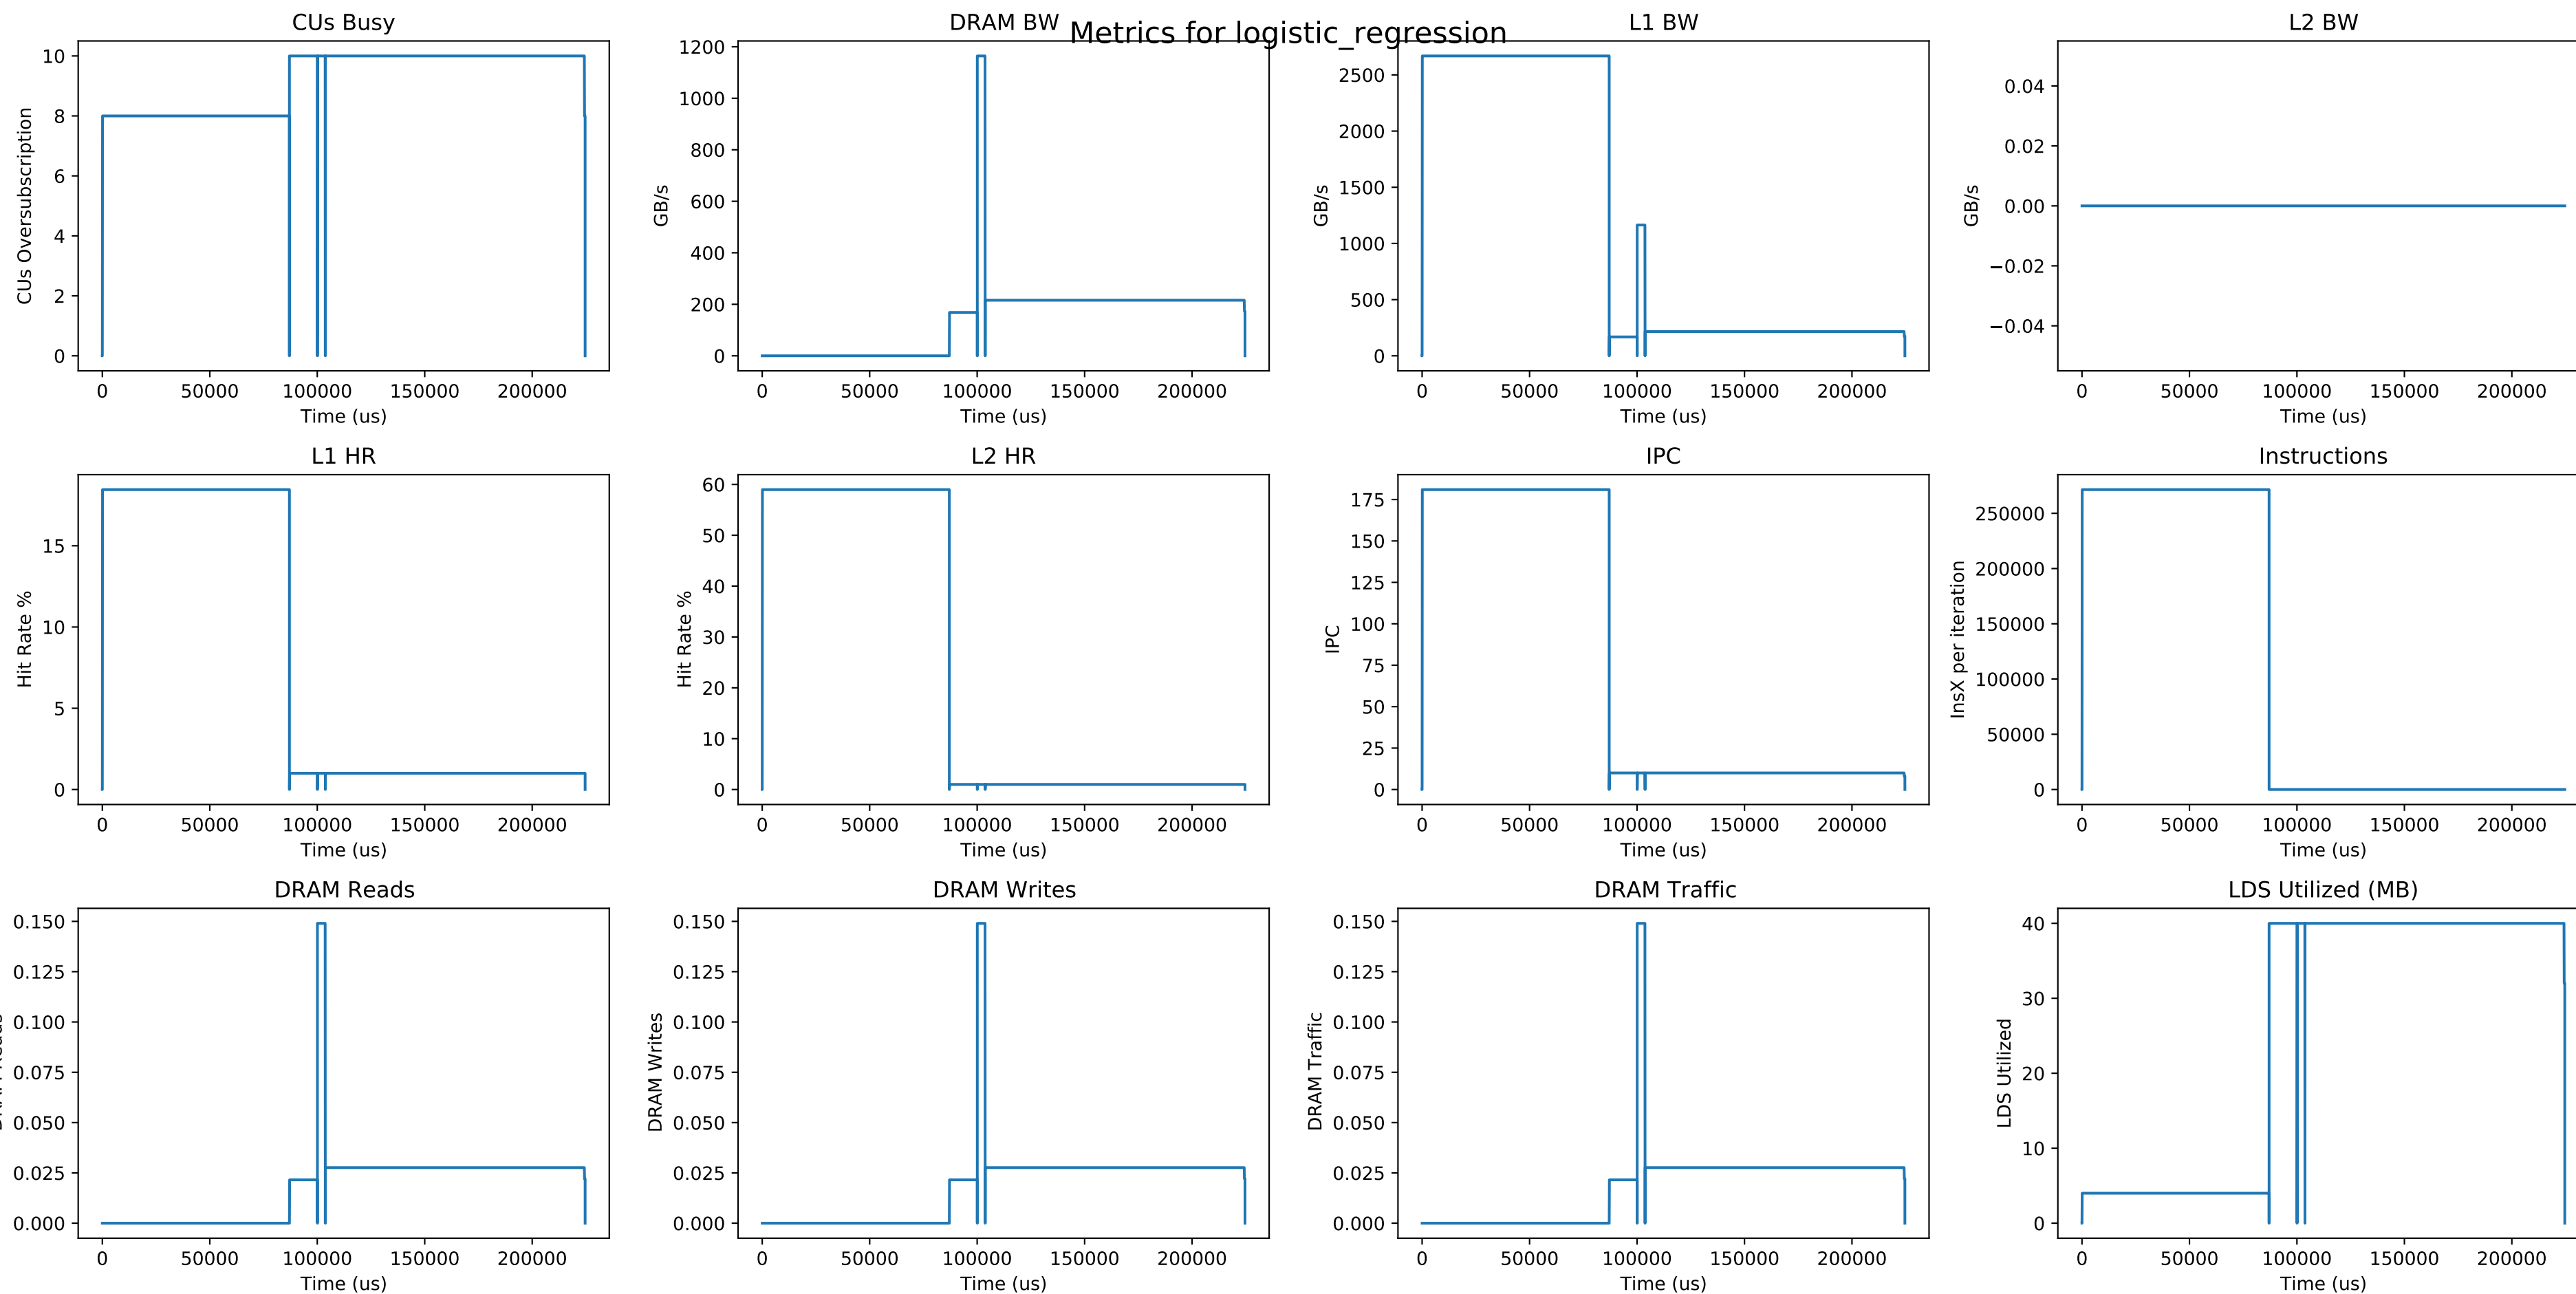 Metrics for logistic_regression
CUs Busy
CUs Oversubscription
10
8
6
4
2
0
0 50000 100000 150000 200000
Time (us)
DRAM BW
GB/s
1200
1000
800
600
400
200
0
0 50000 100000 150000 200000
Time (us)
L1 BW
GB/s
2500
2000
1500
1000
500
0
0 50000 100000 150000 200000
Time (us)
L2 BW
GB/s
0.04
0.02
0.00
−0.02
−0.04
0 50000 100000 150000 200000
Time (us)
L1 HR
Hit Rate %
15
10
5
0
0 50000 100000 150000 200000
Time (us)
L2 HR
Hit Rate %
60
50
40
30
20
10
0
0 50000 100000 150000 200000
Time (us)
IPC
IPC
175
150
125
100
75
50
25
0
0 50000 100000 150000 200000
Time (us)
Instructions
InsX per iteration
250000
200000
150000
100000
50000
0
0 50000 100000 150000 200000
Time (us)
DRAM Reads
0.150
0.125
0.100
0.075
0.050
0.025
0.000
0 50000 100000 150000 200000
Time (us)
DRAM Writes
DRAM Writes
0.150
0.125
0.100
0.075
0.050
0.025
0.000
0 50000 100000 150000 200000
Time (us)
DRAM Traffic
DRAM Traffic
0.150
0.125
0.100
0.075
0.050
0.025
0.000
0 50000 100000 150000 200000
Time (us)
LDS Utilized (MB)
LDS Utilized
40
30
20
10
0
0 50000 100000 150000 200000
Time (us)